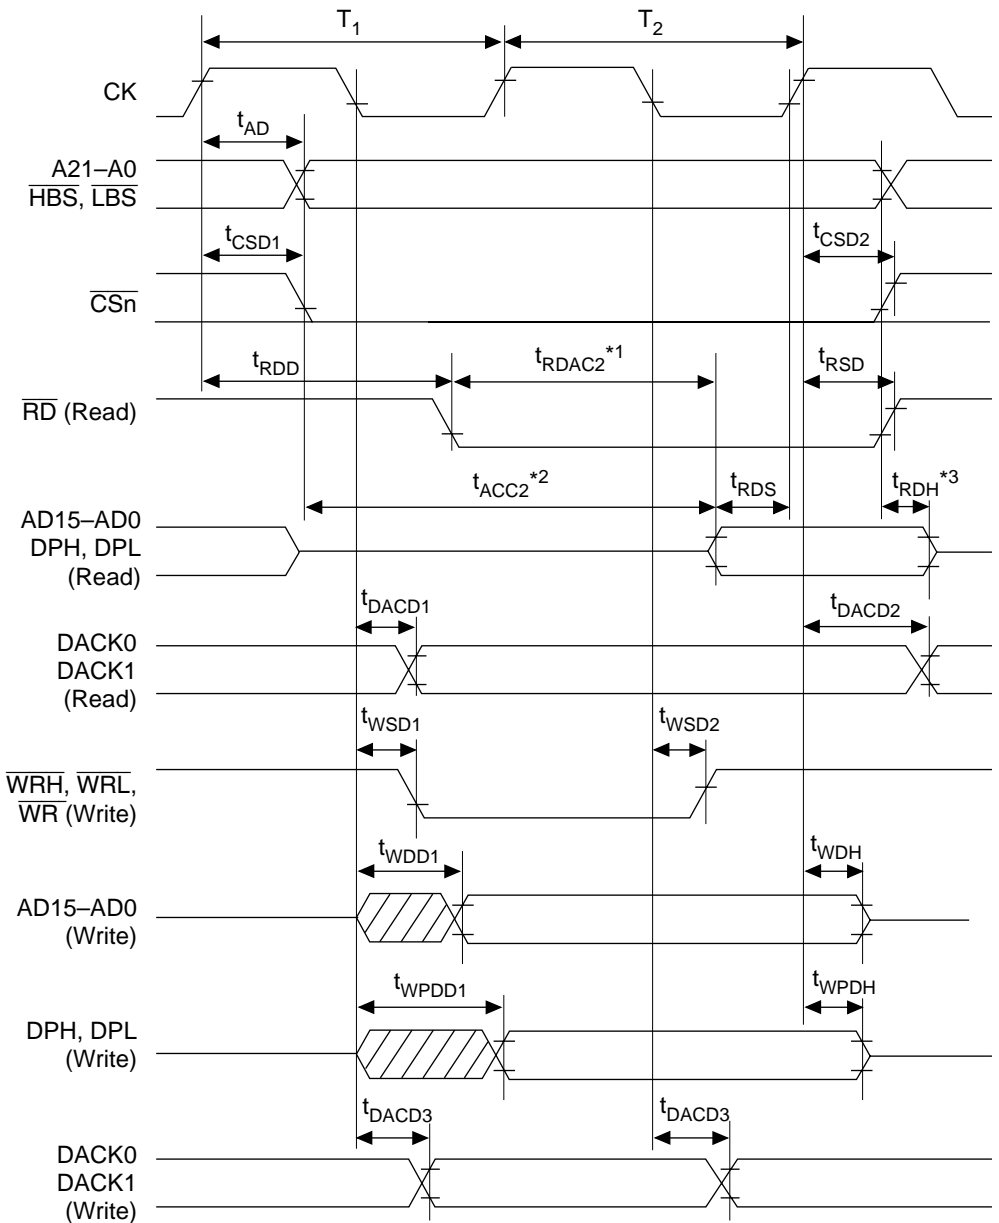 T1 T2
CK
tAD
A21–A0
HBS, LBS
tCSD1 tCSD2
CSn
tRDD tRDAC2*1 tRSD
RD (Read)
tACC2*2 tRDS tRDH*3
AD15–AD0
DPH, DPL
(Read)
tDACD1 tDACD2
DACK0
DACK1
(Read)
tWSD1 tWSD2
WRH, WRL,
WR (Write)
tWDD1 tWDH
AD15–AD0
(Write)
tWPDD1 tWPDH
DPH, DPL
(Write)
tDACD3 tDACD3
DACK0
DACK1
(Write)